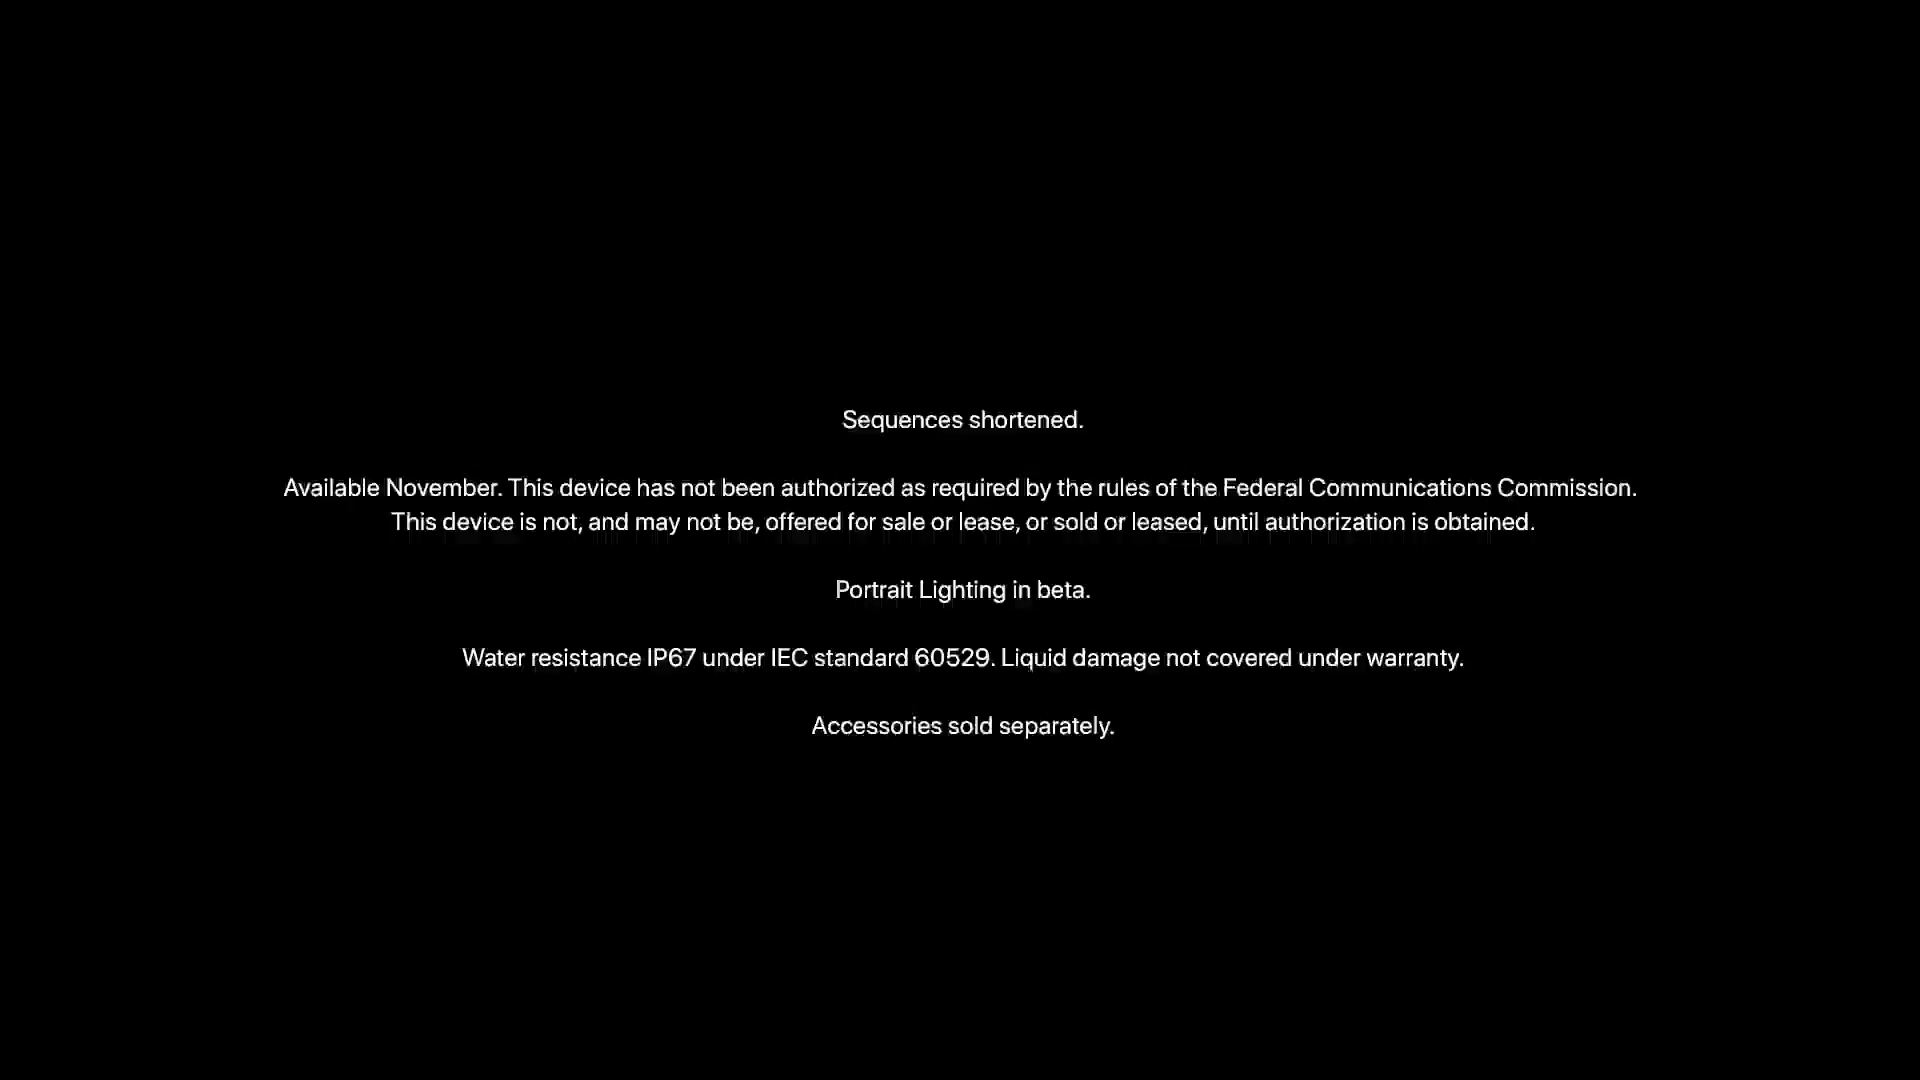 Sequences shortened.
Available November. This device has not been authorized as required by the rules of the Federal Communications Commission.
This device is not, and may not be, offered for sale or lease, or sold or leased, until authorization is obtained.
Portrait Lighting in beta.
Water resistance IP67 under IEC standard 60529. Liquid damage not covered under warranty.
Accessories sold separately.